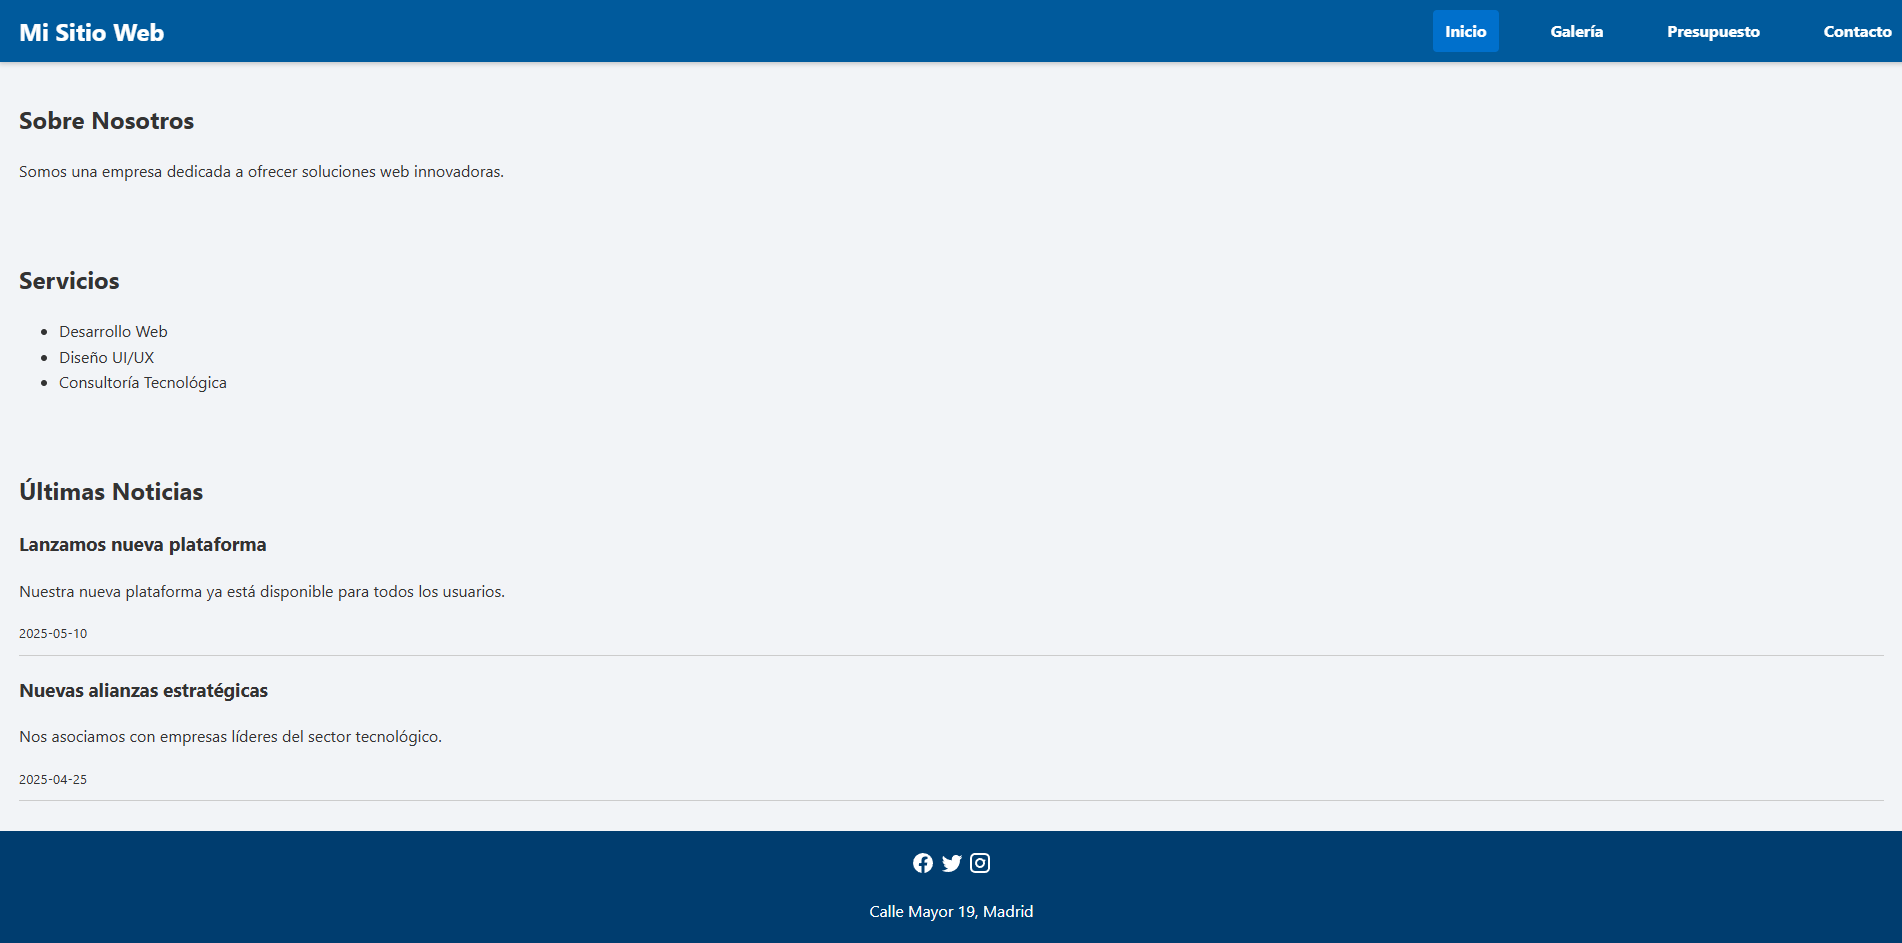 Mi Sitio Web
Inicio Galería Presupuesto Contacto
Sobre Nosotros
Somos una empresa dedicada a ofrecer soluciones web innovadoras.
Servicios
Desarrollo Web
Diseño UI/UX
Consultoría Tecnológica
Últimas Noticias
Lanzamos nueva plataforma
Nuestra nueva plataforma ya está disponible para todos los usuarios.
2025-05-10
Nuevas alianzas estratégicas
Nos asociamos con empresas líderes del sector tecnológico.
2025-04-25
Calle Mayor 19, Madrid